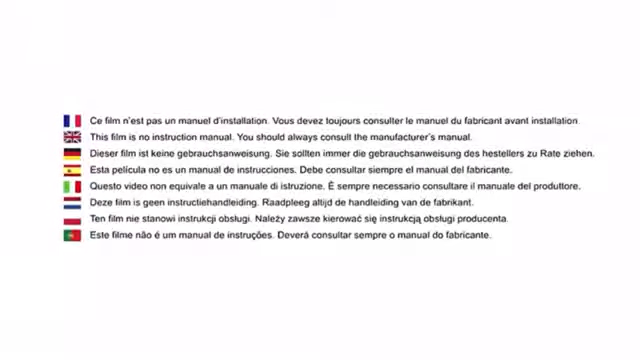 Ce film n'est pas un manuel d'installation. Vous devez toujours consulter le manuel du fabricant avant installation.
This film is no instruction manual. You should always consult the manufacturer's manual.
Dieser film ist keine gebrauchsanweisung. Sie sollten immer die gebrauchsanweisung des hestellers zu Rate ziehen.
Esta película no es un manual de instrucciones. Debe consultar siempre el manual del fabricante.
Questo video non equivale a un manuale di istruzione. È sempre necessario consultare il manuale del produttore.
Deze film is geen instructiehandleiding. Raadpleeg altijd de handleiding van de fabrikant.
Ten film nie stanowi instrukcji obsługi. Należy zawsze kierować się instrukcją obsługi producenta.
Este filme não é um manual de instruções. Deverá consultar sempre o manual do fabricante.